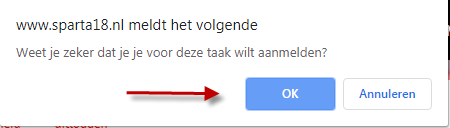 www.sparta18.nl meldt het volgende
Weet je zeker dat je je voor deze taak wilt aanmelden?
OK
Annuleren